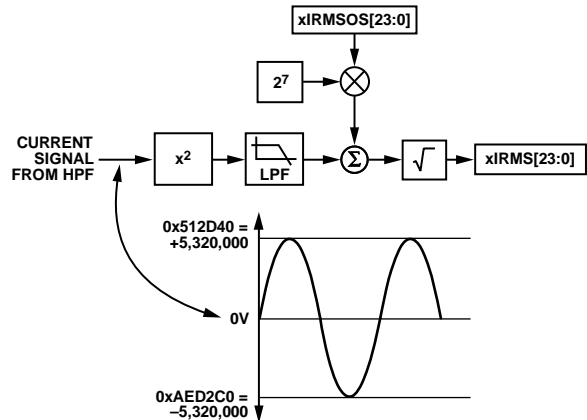 xIRMSOS[23:0]
2⁷
CURRENT
SIGNAL
FROM HPF
x²
LPF
Σ
√
xIRMS[23:0]
0x512D40 =
+5,320,000
0V
0xAED2C0 =
–5,320,000